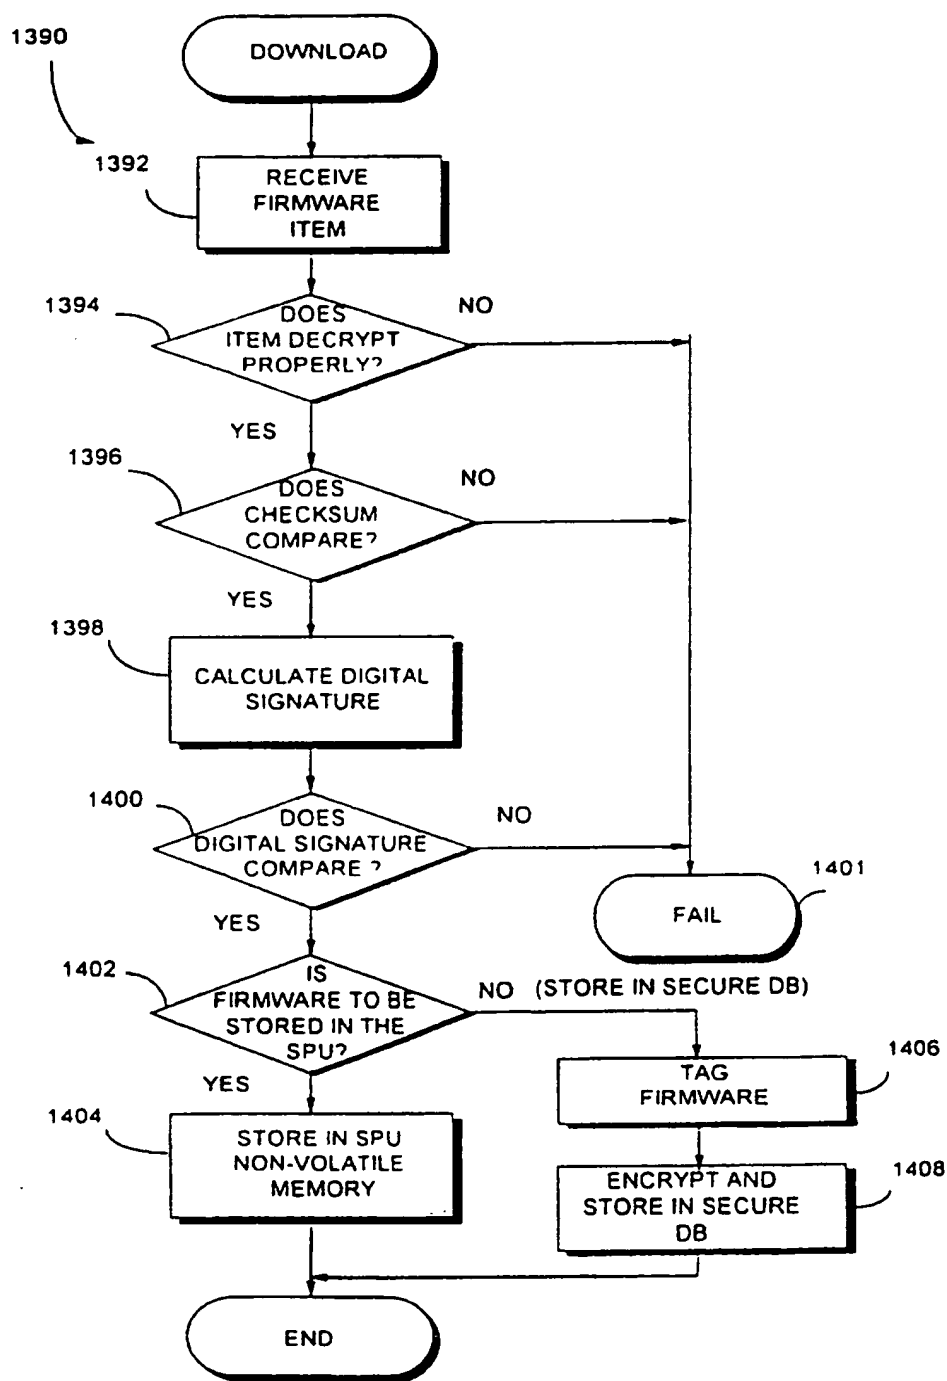 1390
DOWNLOAD
1392
RECEIVE
FIRMWARE
ITEM
1394
DOES
ITEM DECRYPT
PROPERLY?
NO
YES
1396
DOES
CHECKSUM
COMPARE?
NO
YES
1398
CALCULATE DIGITAL
SIGNATURE
1400
DOES
DIGITAL SIGNATURE
COMPARE ?
NO
YES
1401
FAIL
1402
IS
FIRMWARE TO BE
STORED IN THE
SPU?
NO (STORE IN SECURE DB)
YES
1406
TAG
FIRMWARE
1404
STORE IN SPU
NON-VOLATILE
MEMORY
1408
ENCRYPT AND
STORE IN SECURE
DB
END